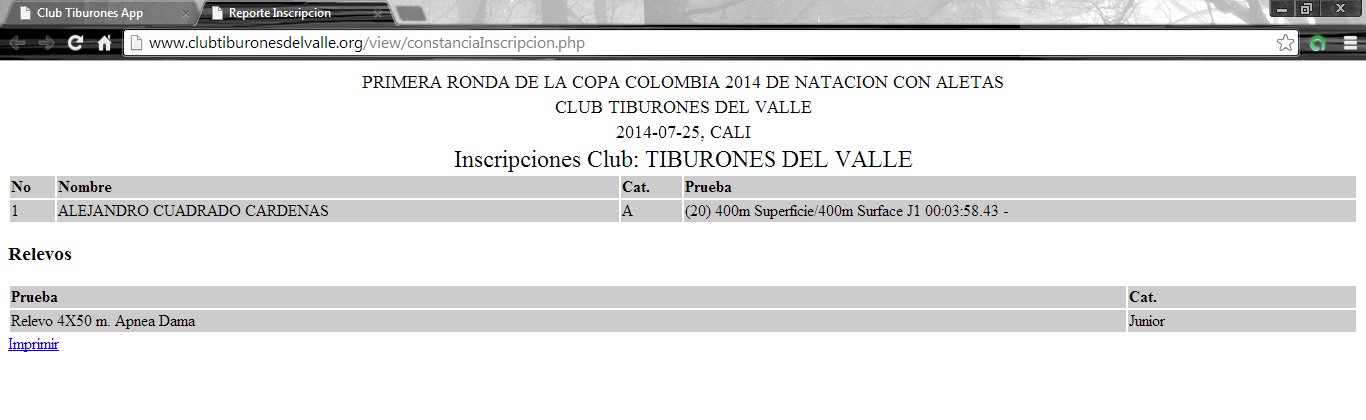 Club Tiburones App Reporte Inscripcion
www.clubtiburonesdelvalle.org/view/constanciaInscripcion.php
PRIMERA RONDA DE LA COPA COLOMBIA 2014 DE NATACION CON ALETAS
CLUB TIBURONES DEL VALLE
2014-07-25, CALI
Inscripciones Club: TIBURONES DEL VALLE
No Nombre Cat. Prueba
1 ALEJANDRO CUADRADO CARDENAS A (20) 400m Superficie/400m Surface J1 00:03:58.43 -
Relevos
Prueba Cat.
Relevo 4X50 m. Apnea Dama Junior
Imprimir